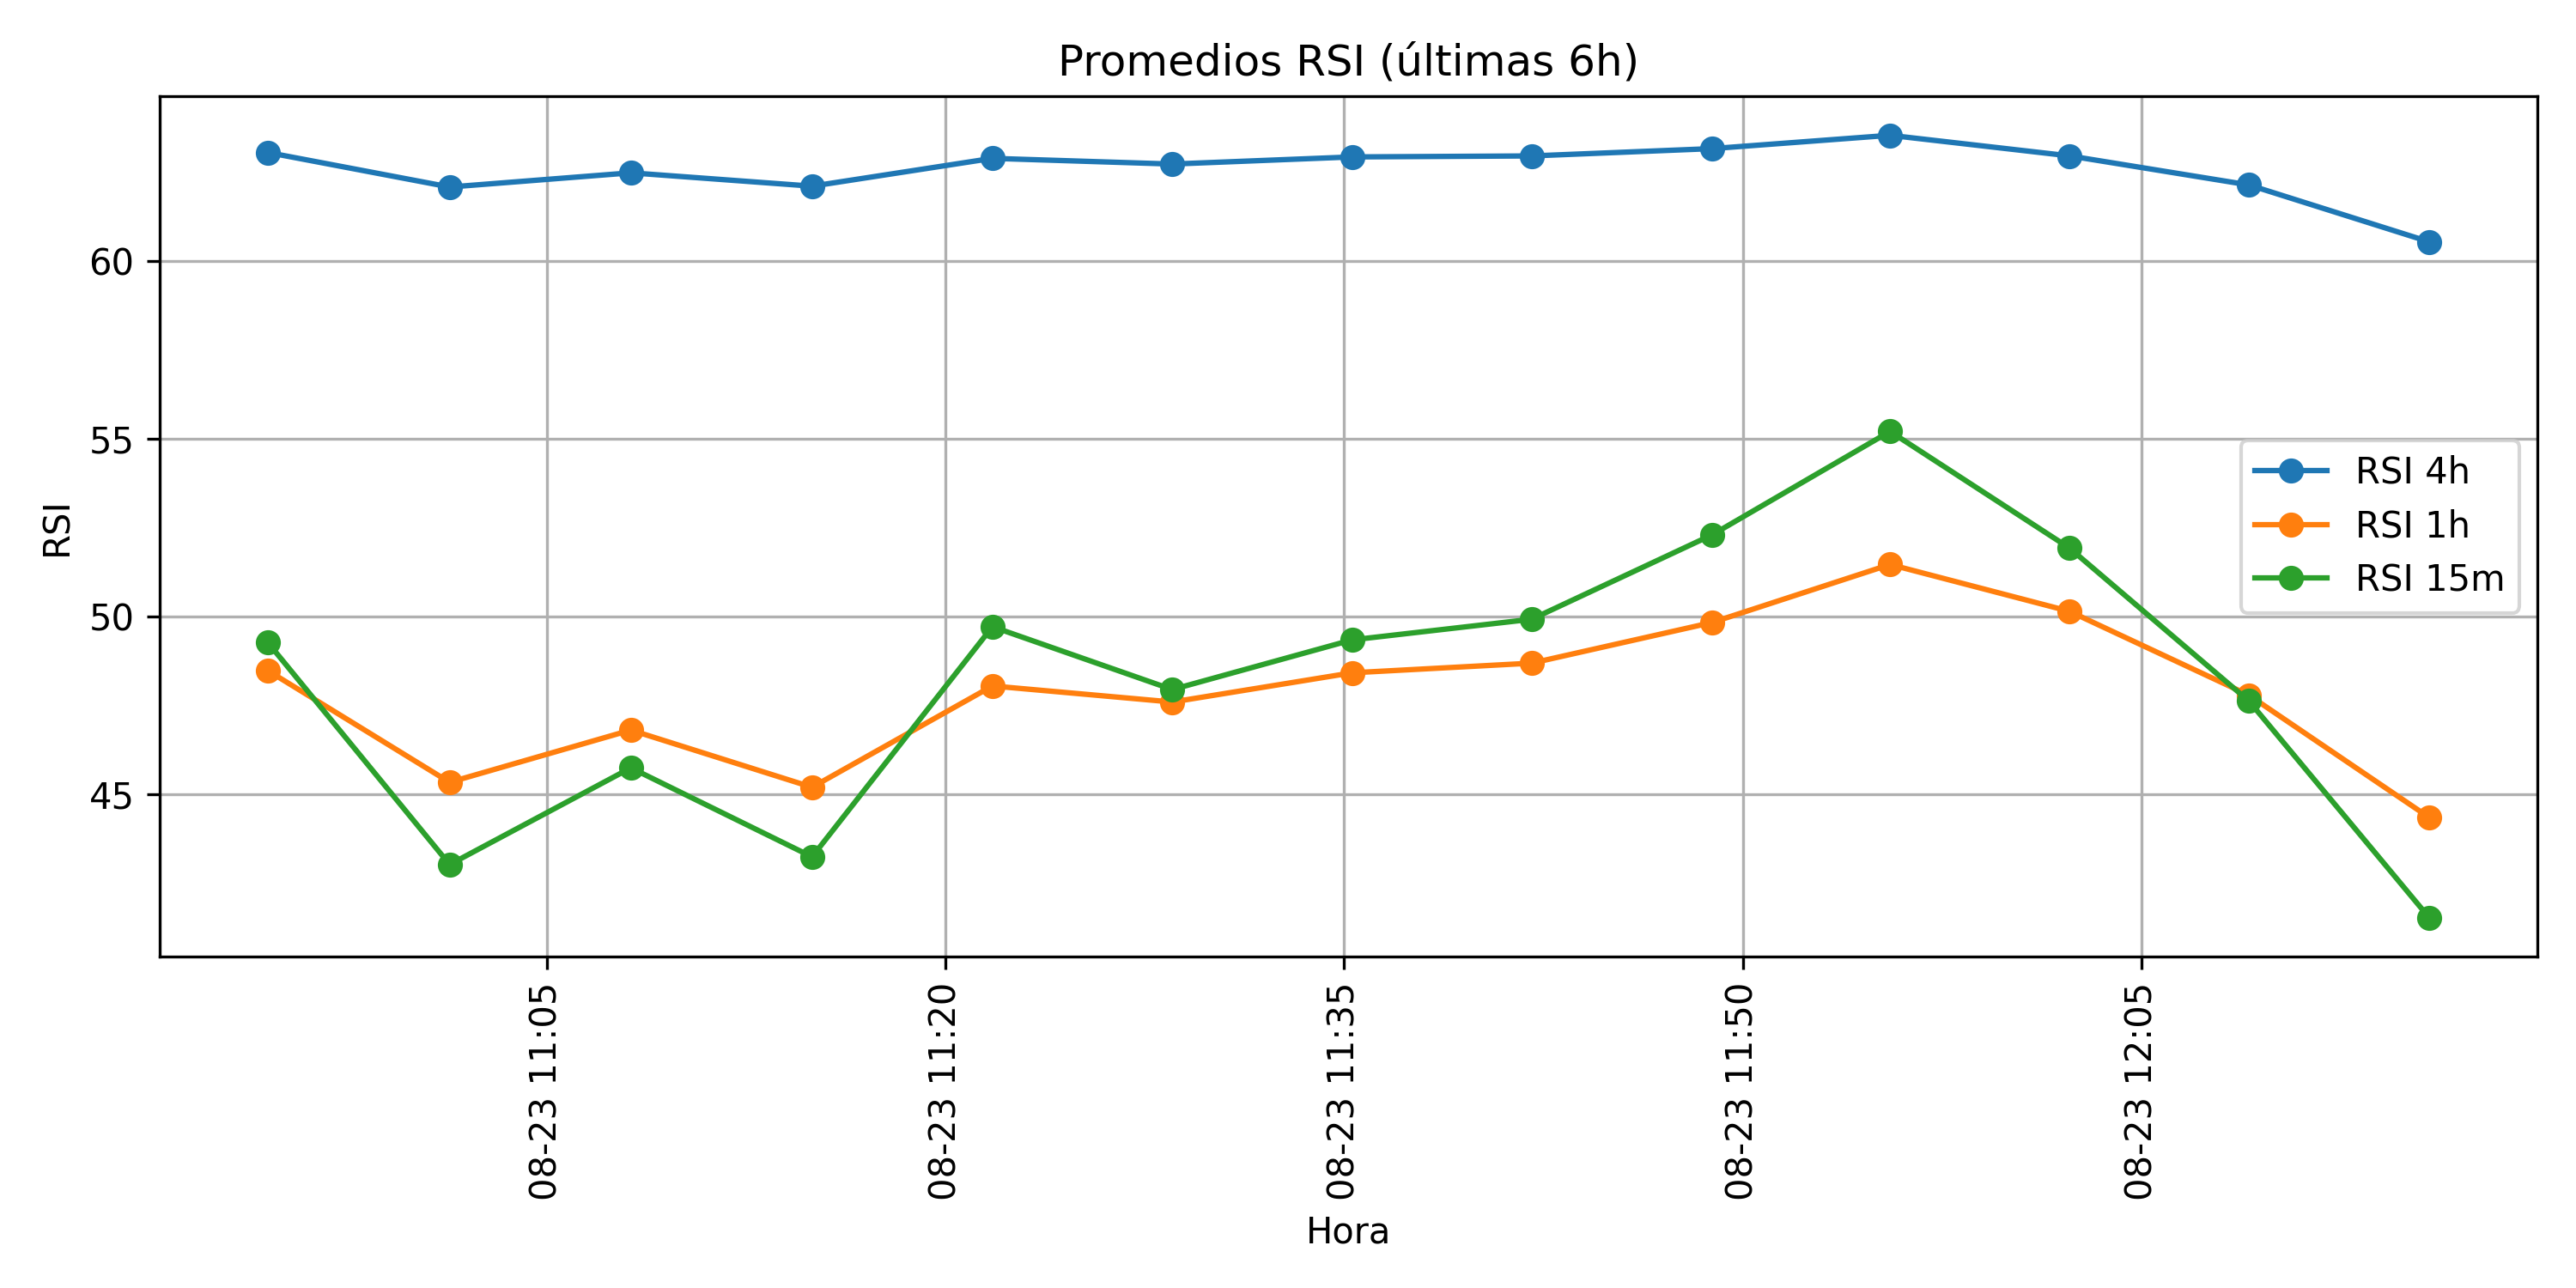 Promedios RSI (últimas 6h)
RSI
60
55
50
45
RSI 4h
RSI 1h
RSI 15m
08-23 11:05
08-23 11:20
08-23 11:35
08-23 11:50
08-23 12:05
Hora